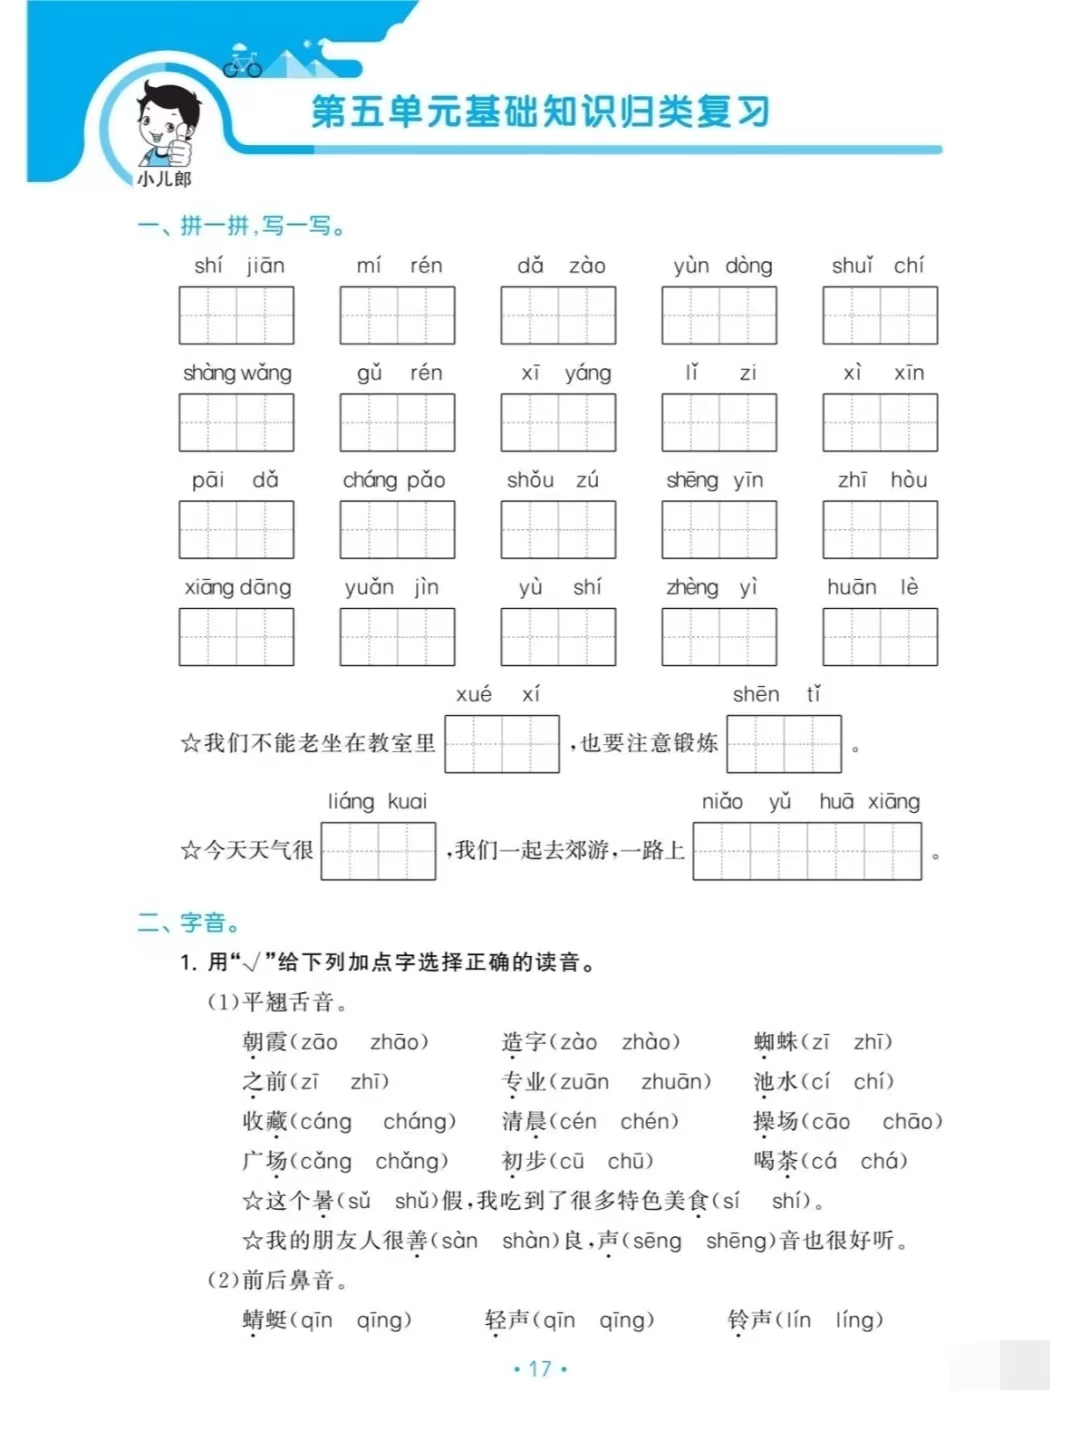 第五单元基础知识归类复习
小儿郎
一、拼一拼,写一写。
shí jiān mí rén dǎ zào yùn dòng shuǐ chí
shàng wǎng gǔ rén xī yáng lǐ zi xì xīn
pāi dǎ cháng pǎo shǒu zú shēng yīn zhī hòu
xiāng dāng yuǎn jìn yù shí zhèng yì huān lè
xué xí shēn tǐ
☆我们不能老坐在教室里 ,也要注意锻炼 。
liáng kuai niǎo yǔ huā xiāng
☆今天天气很 ,我们一起去郊游,一路上 。
二、字音。
1. 用“√”给下列加点字选择正确的读音。
(1)平翘舌音。
朝霞(zāo zhāo) 造字(zào zhào) 蜘蛛(zī zhī)
之前(zī zhī) 专业(zuān zhuān) 池水(cí chí)
收藏(cáng cháng) 清晨(cén chén) 操场(cāo chāo)
广场(cǎng chǎng) 初步(cū chū) 喝茶(cá chá)
☆这个暑(sǔ shǔ)假,我吃到了很多特色美食(sí shí)。
☆我的朋友人很善(sàn shàn)良,声(sēng shēng)音也很好听。
(2)前后鼻音。
蜻蜓(qīn qīng) 轻声(qīn qīng) 铃声(lín líng)
· 17 ·